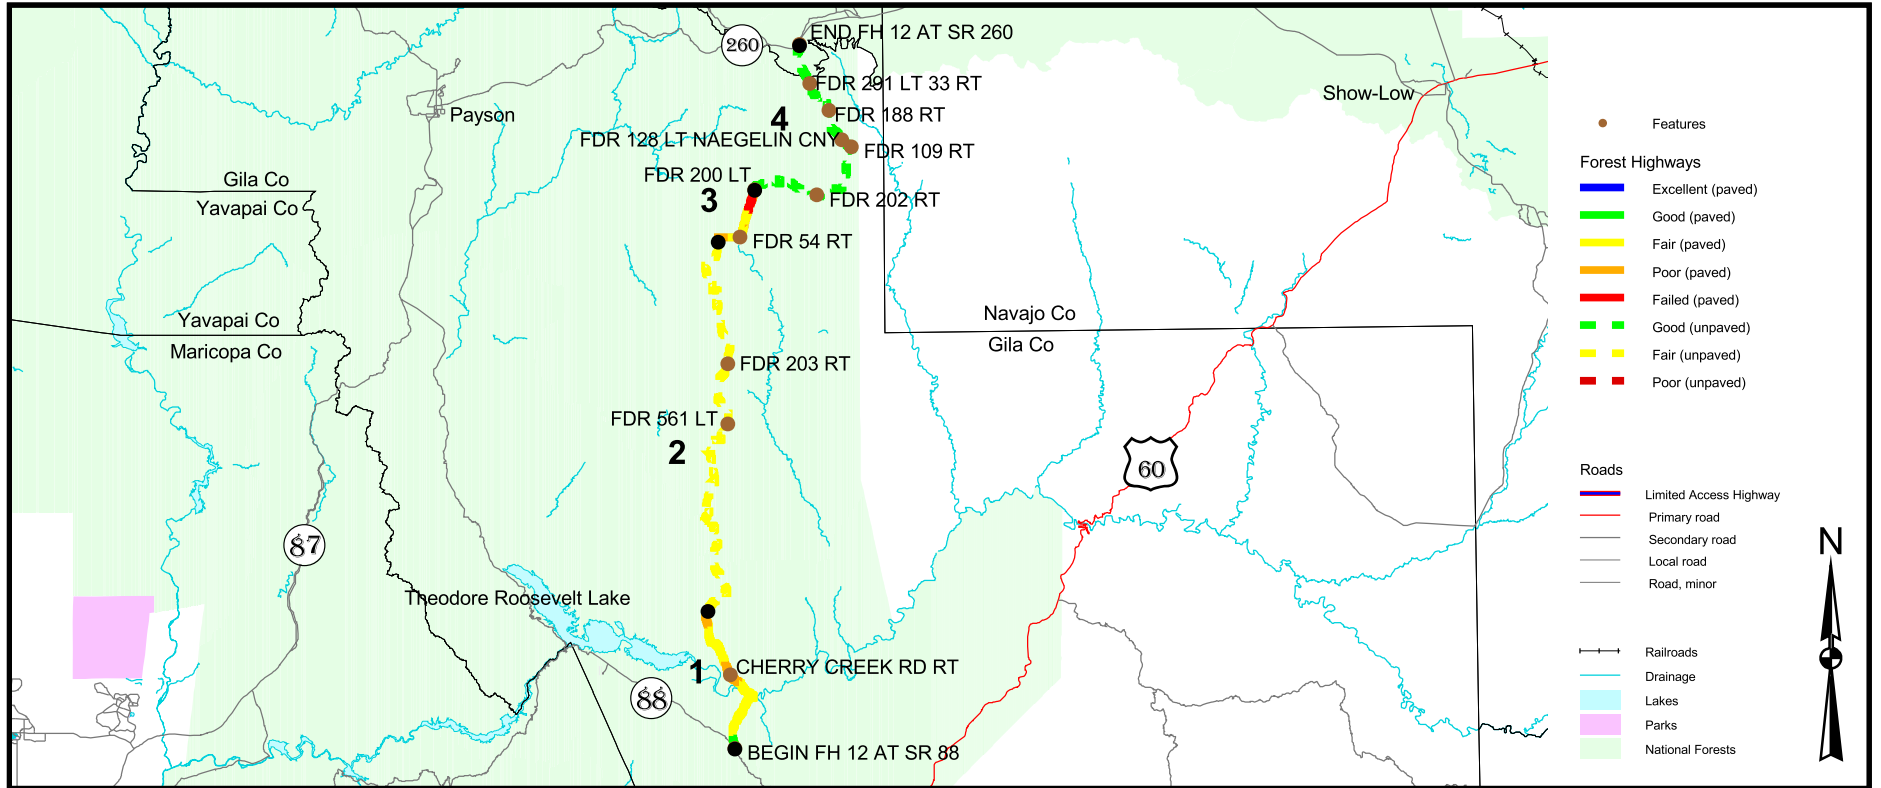 END FH 12 AT SR 260
260
FDR 291 LT 33 RT
Show-Low
Payson
4
FDR 188 RT
FDR 128 LT NAEGELIN CNY
FDR 109 RT
FDR 200 LT
Gila Co
Yavapai Co
3
FDR 202 RT
FDR 54 RT
Navajo Co
Gila Co
Yavapai Co
Maricopa Co
FDR 203 RT
FDR 561 LT
2
60
87
Theodore Roosevelt Lake
1
CHERRY CREEK RD RT
88
BEGIN FH 12 AT SR 88
Features
Forest Highways
Excellent (paved)
Good (paved)
Fair (paved)
Poor (paved)
Failed (paved)
Good (unpaved)
Fair (unpaved)
Poor (unpaved)
Roads
Limited Access Highway
Primary road
Secondary road
Local road
Road, minor
N
Railroads
Drainage
Lakes
Parks
National Forests